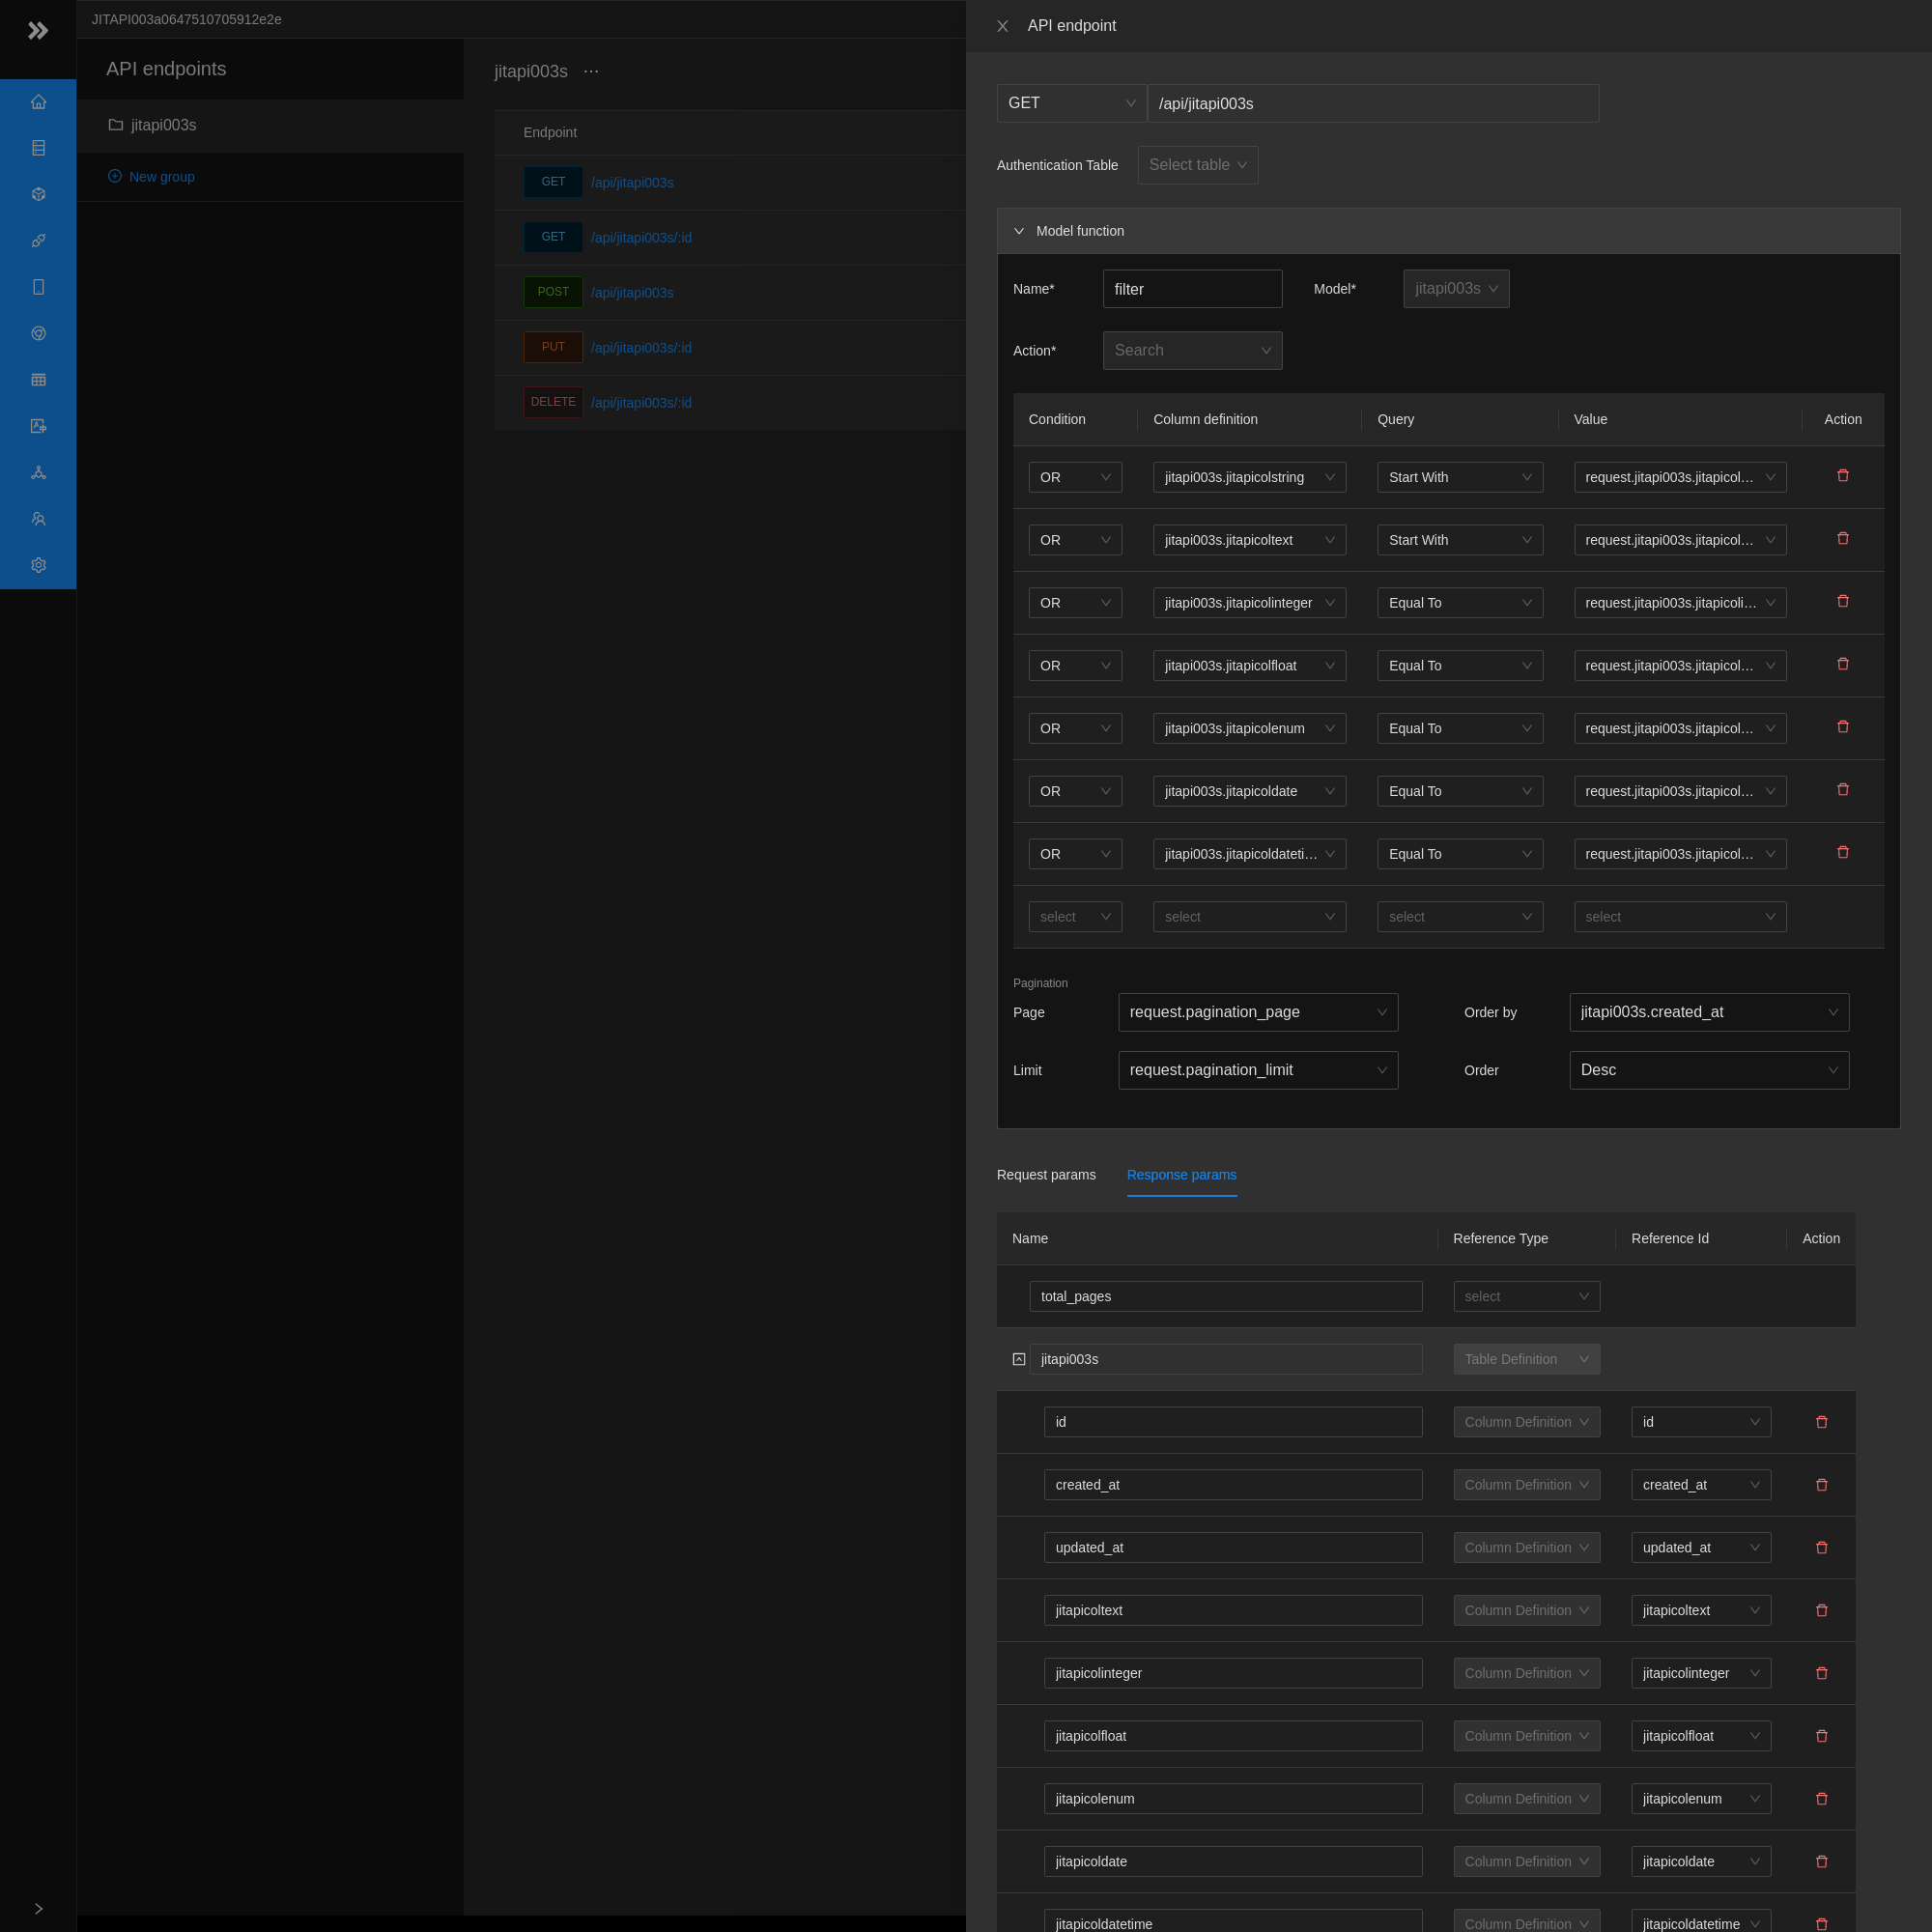 JITAPI003a0647510705912e2e
API endpoints
jitapi003s
New group
jitapi003s ···
Endpoint
GET /api/jitapi003s
GET /api/jitapi003s/:id
POST /api/jitapi003s
PUT /api/jitapi003s/:id
DELETE /api/jitapi003s/:id
API endpoint
GET /api/jitapi003s
Authentication Table Select table
Model function
Name* filter Model* jitapi003s
Action* Search
Condition Column definition Query Value Action
OR jitapi003s.jitapicolstring Start With request.jitapi003s.jitapicol...
OR jitapi003s.jitapicoltext Start With request.jitapi003s.jitapicol...
OR jitapi003s.jitapicolinteger Equal To request.jitapi003s.jitapicoli...
OR jitapi003s.jitapicolfloat Equal To request.jitapi003s.jitapicol...
OR jitapi003s.jitapicolenum Equal To request.jitapi003s.jitapicol...
OR jitapi003s.jitapicoldate Equal To request.jitapi003s.jitapicol...
OR jitapi003s.jitapicoldateti... Equal To request.jitapi003s.jitapicol...
select select select select
Pagination
Page request.pagination_page Order by jitapi003s.created_at
Limit request.pagination_limit Order Desc
Request params Response params
Name Reference Type Reference Id Action
total_pages select
jitapi003s Table Definition
id Column Definition id
created_at Column Definition created_at
updated_at Column Definition updated_at
jitapicoltext Column Definition jitapicoltext
jitapicolinteger Column Definition jitapicolinteger
jitapicolfloat Column Definition jitapicolfloat
jitapicolenum Column Definition jitapicolenum
jitapicoldate Column Definition jitapicoldate
jitapicoldatetime Column Definition jitapicoldatetime